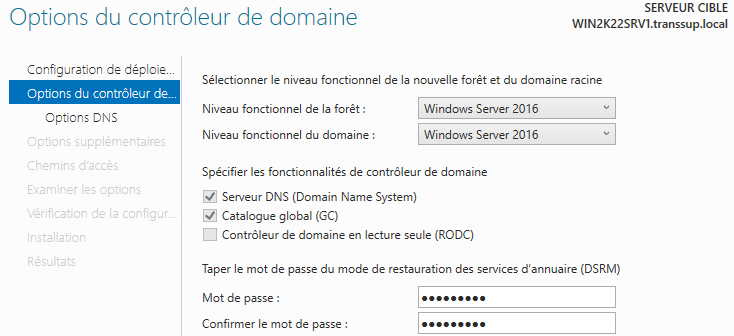 Options du contrôleur de domaine
SERVEUR CIBLE
WIN2K22SRV1.transsup.local
Configuration de déploie...
Options du contrôleur de...
Options DNS
Options supplémentaires
Chemins d'accès
Examiner les options
Vérification de la configur...
Installation
Résultats
Sélectionner le niveau fonctionnel de la nouvelle forêt et du domaine racine
Niveau fonctionnel de la forêt : Windows Server 2016
Niveau fonctionnel du domaine : Windows Server 2016
Spécifier les fonctionnalités de contrôleur de domaine
Serveur DNS (Domain Name System)
Catalogue global (GC)
Contrôleur de domaine en lecture seule (RODC)
Taper le mot de passe du mode de restauration des services d'annuaire (DSRM)
Mot de passe : •••••••••
Confirmer le mot de passe : •••••••••